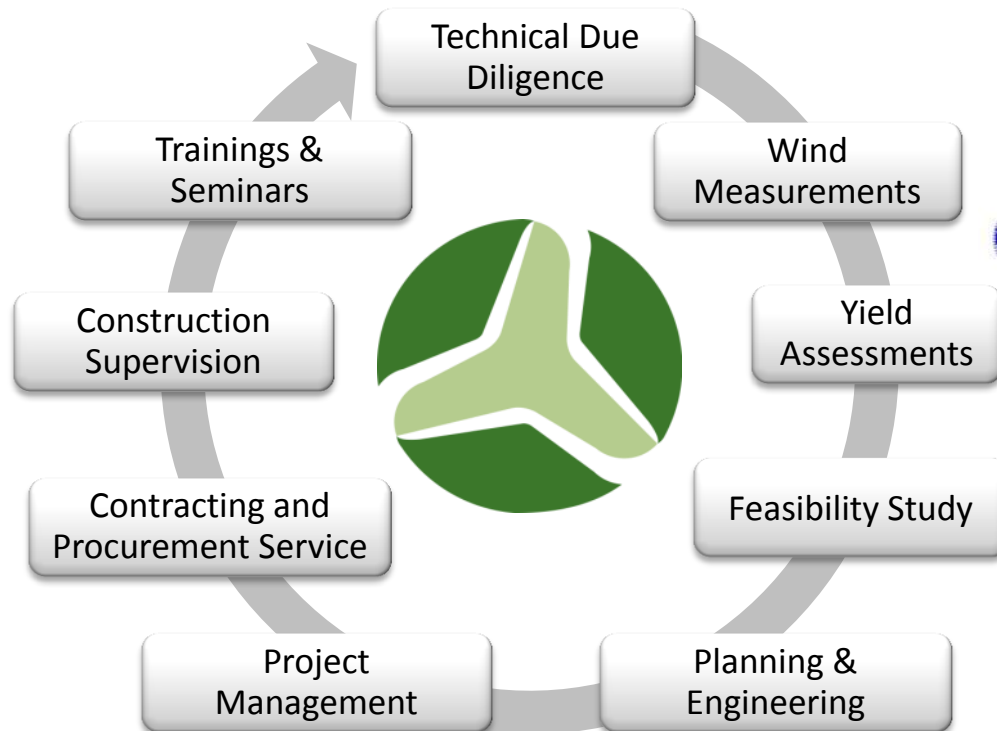 Technical Due
Diligence
Wind
Measurements
Yield
Assessments
Feasibility Study
Planning &
Engineering
Project
Management
Contracting and
Procurement Service
Construction
Supervision
Trainings &
Seminars